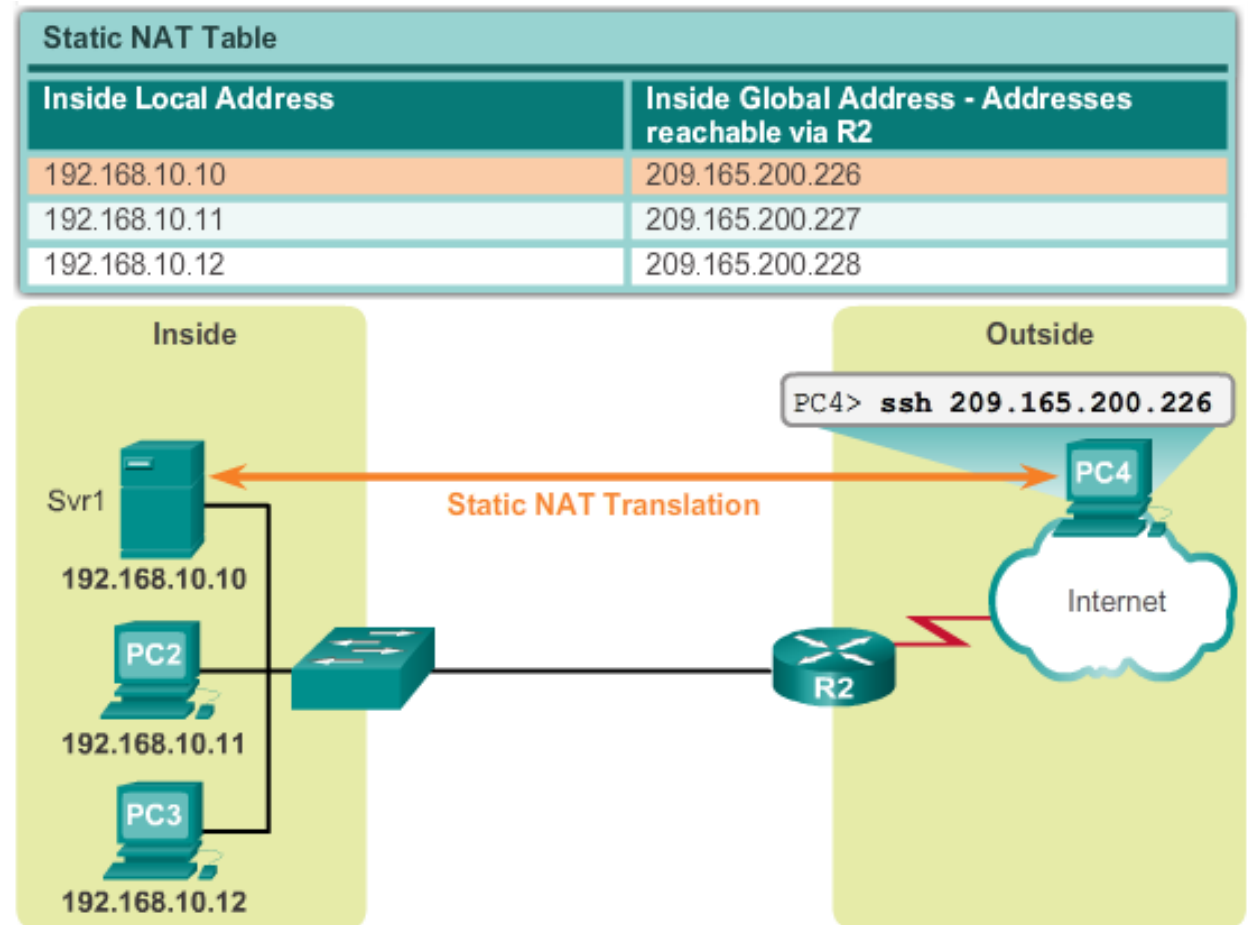 Static NAT Table
Inside Local Address
Inside Global Address - Addresses
reachable via R2
192.168.10.10 209.165.200.226
192.168.10.11 209.165.200.227
192.168.10.12 209.165.200.228
Inside
Outside
PC4> ssh 209.165.200.226
PC4
Svr1
Static NAT Translation
192.168.10.10
Internet
PC2
R2
192.168.10.11
PC3
192.168.10.12